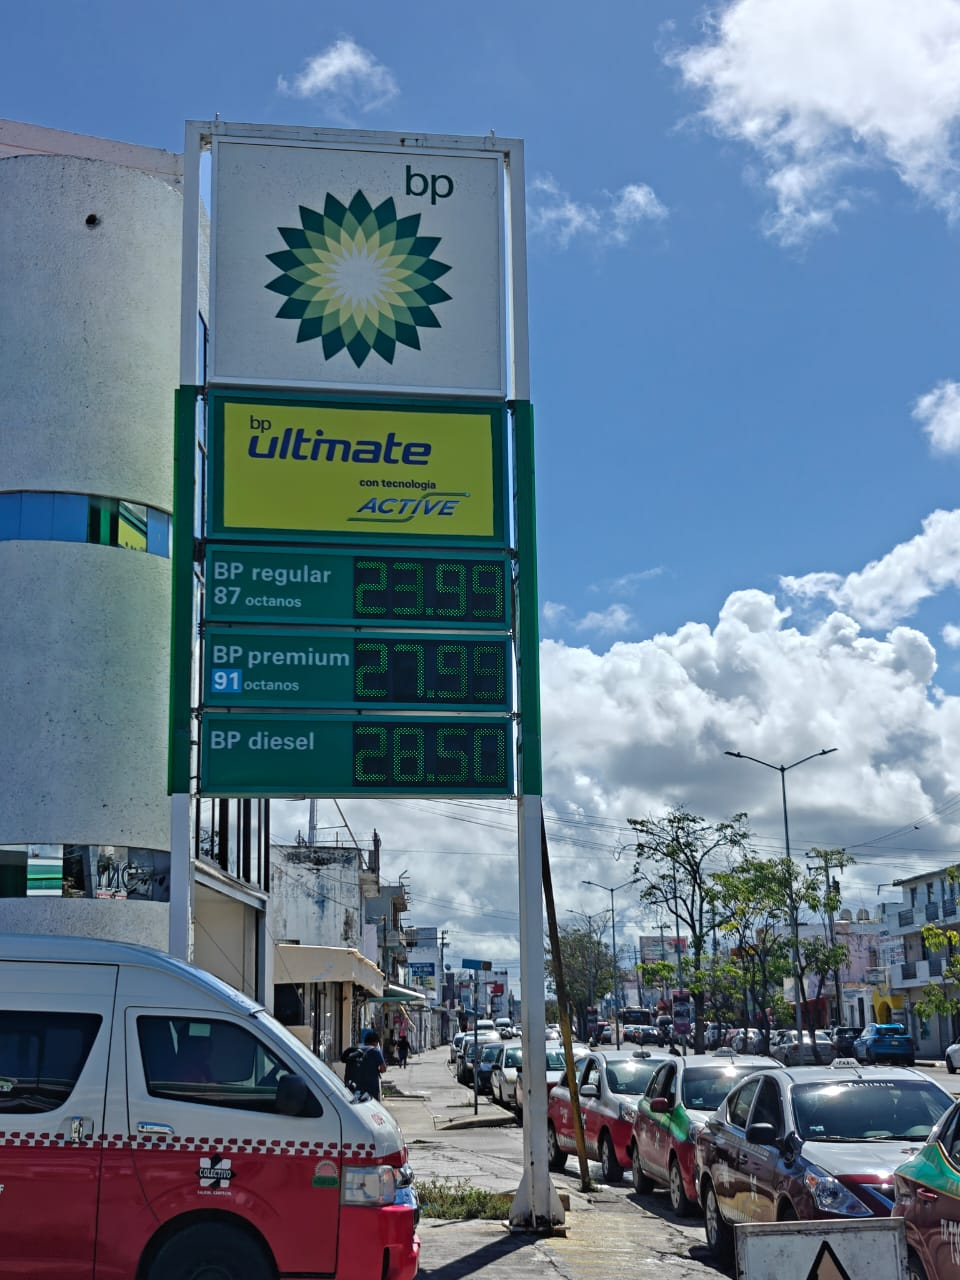 bp
bp
ultimate
con tecnología
ACTIVE
BP regular
87 octanos
23.99
BP premium
91 octanos
27.99
BP diesel
28.50
COLECTIVO
PLATINUM